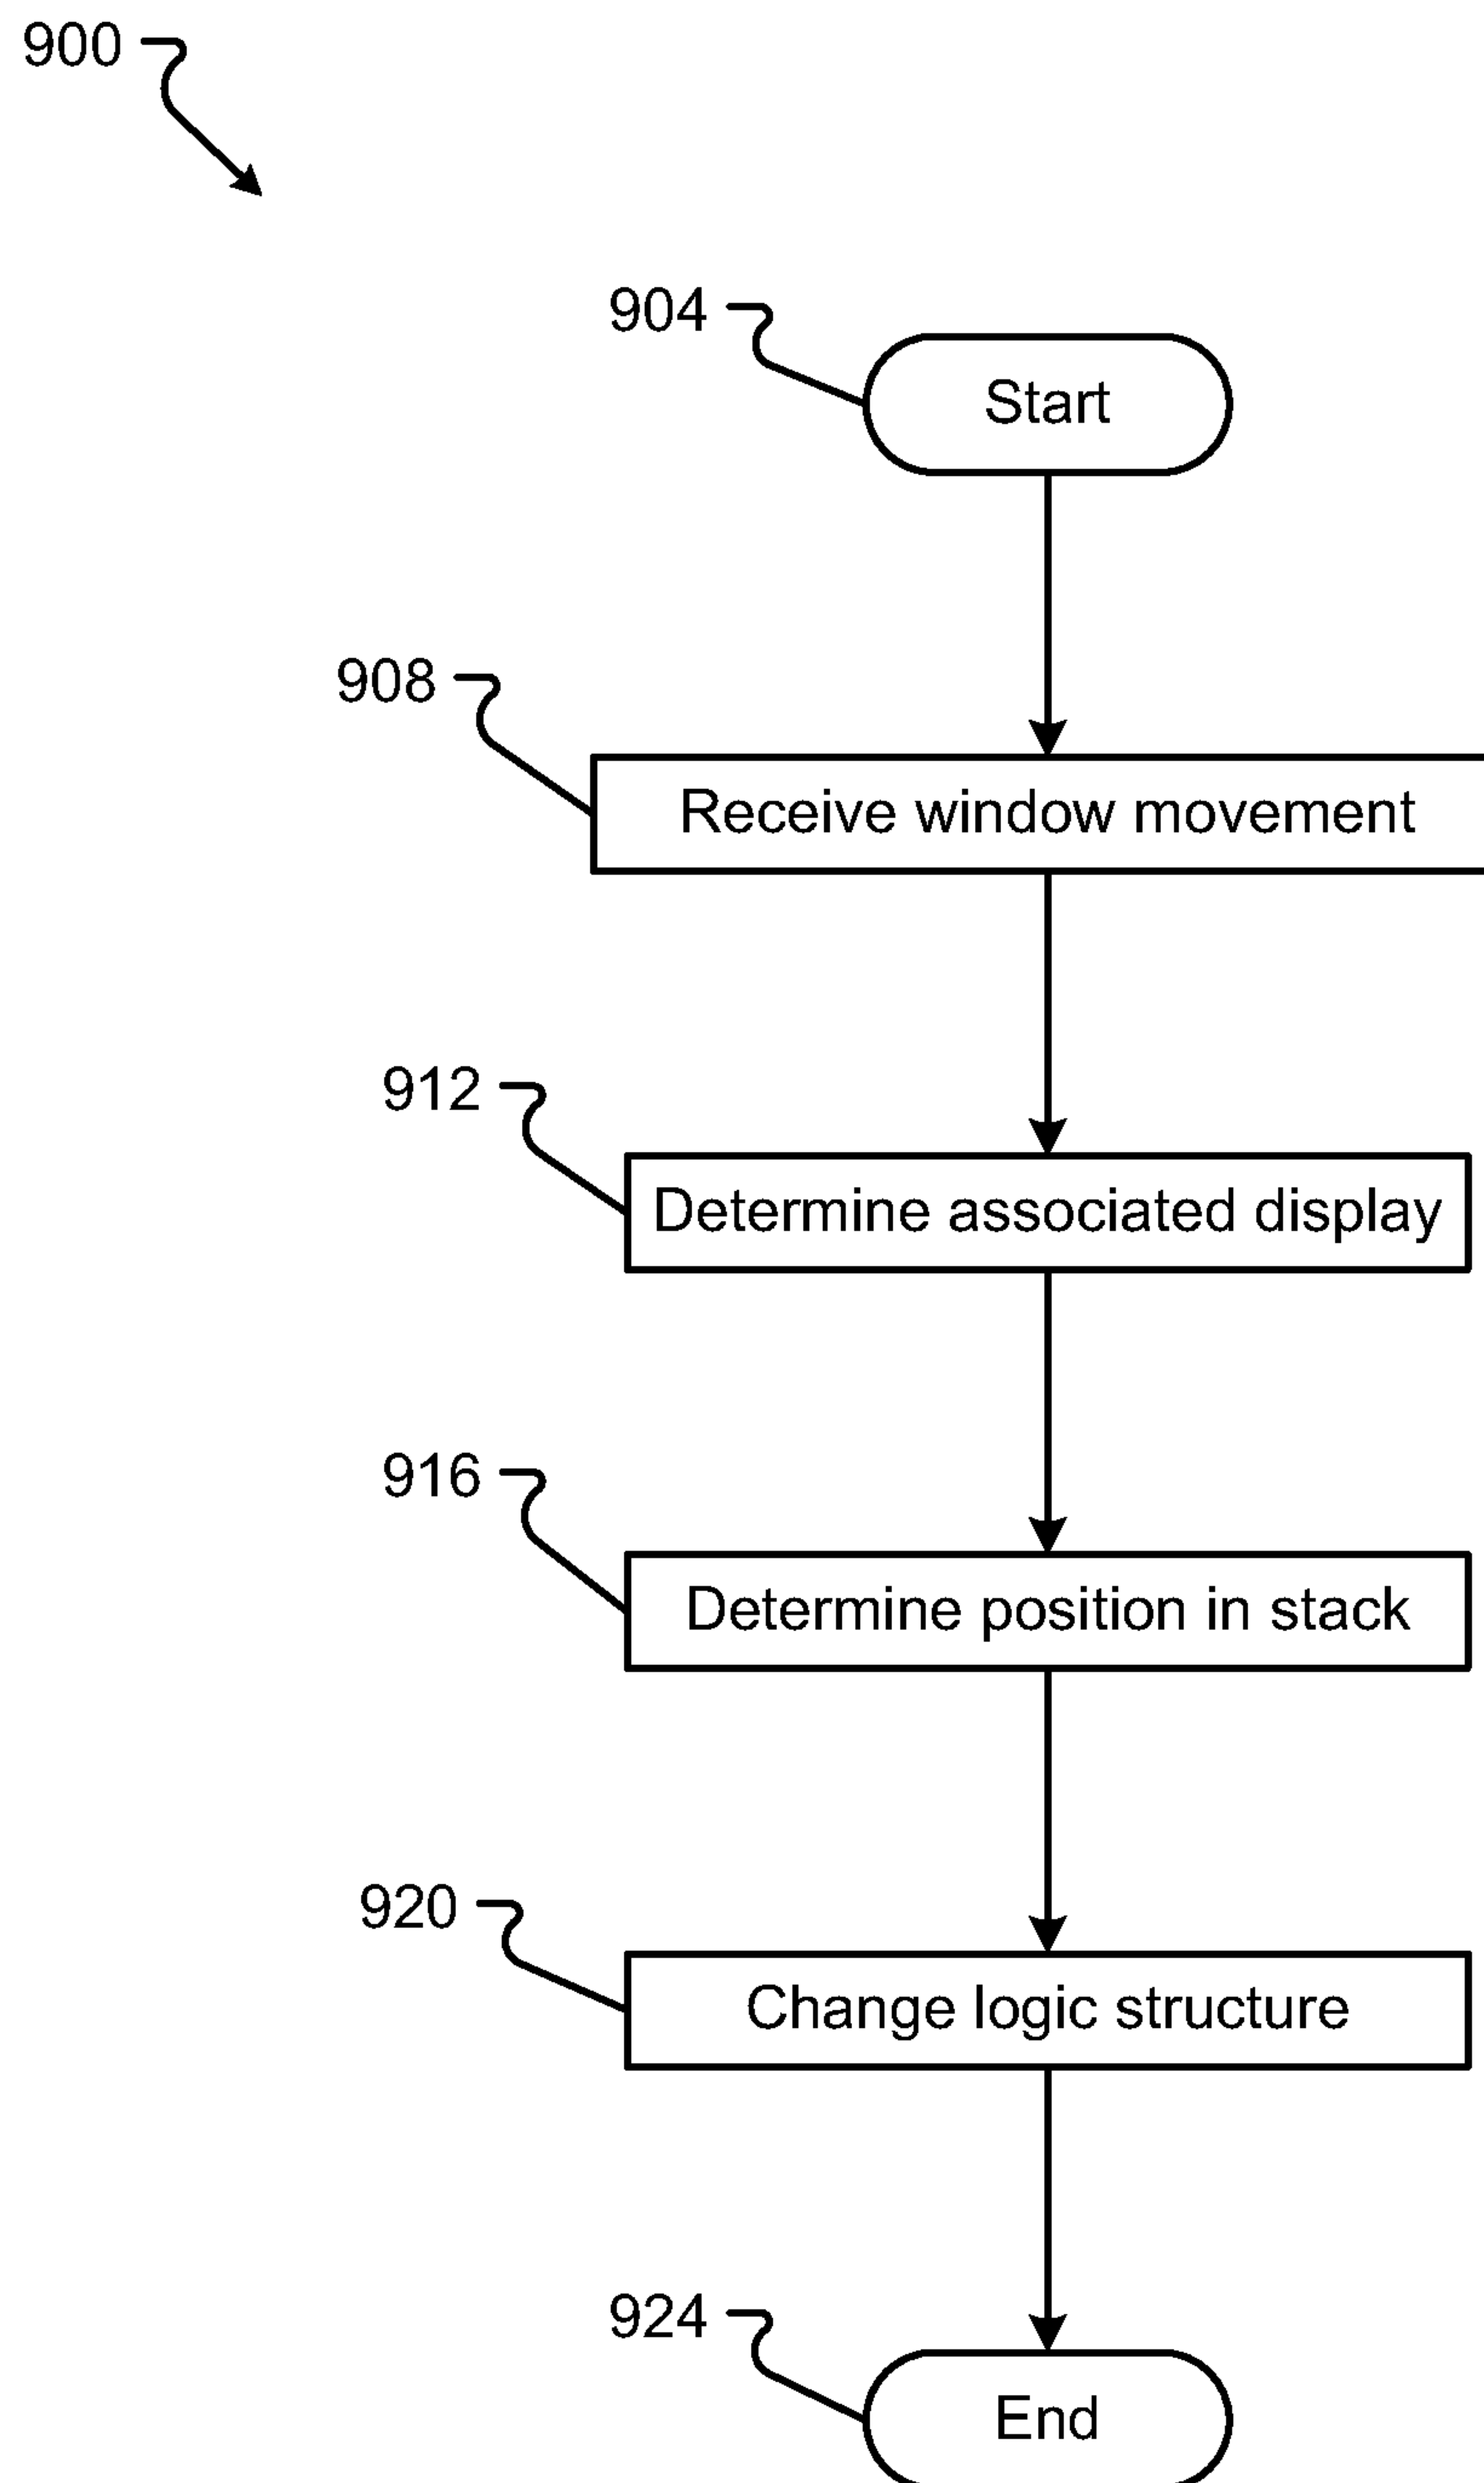 900
904
Start
908
Receive window movement
912
Determine associated display
916
Determine position in stack
920
Change logic structure
924
End